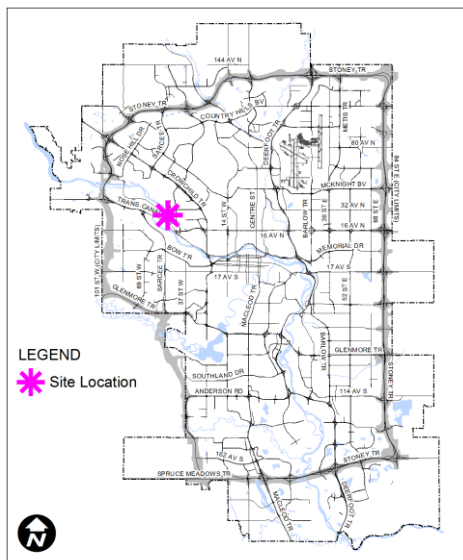 144 AV N
STONEY TR
STONEY TR
COUNTRY HILLS BV
METIS TR
SARCEE TR
NOSE HILL DR
DEERFOOT TR
80 AV N
CROWCHILD TR
MCKNIGHT BV
84 ST E (CITY LIMITS)
TRANS CAN
14 ST W
CENTRE ST
BARLOW TR
36 ST E
32 AV N
68 ST E
16 AV N
16 AV N
BOW TR
MEMORIAL DR
101 ST W (CITY LIMITS)
69 ST W
SARCEE TR
17 AV S
17 AV S
37 ST W
MACLEOD TR
52 ST E
GLENMORE TR
LEGEND
Site Location
BARLOW TR
GLENMORE TR
STONEY TR
SOUTHLAND DR
ANDERSON RD
114 AV S
162 AV S
STONEY TR
SPRUCE MEADOWS TR
MACLEOD TR
DEERFOOT TR
N